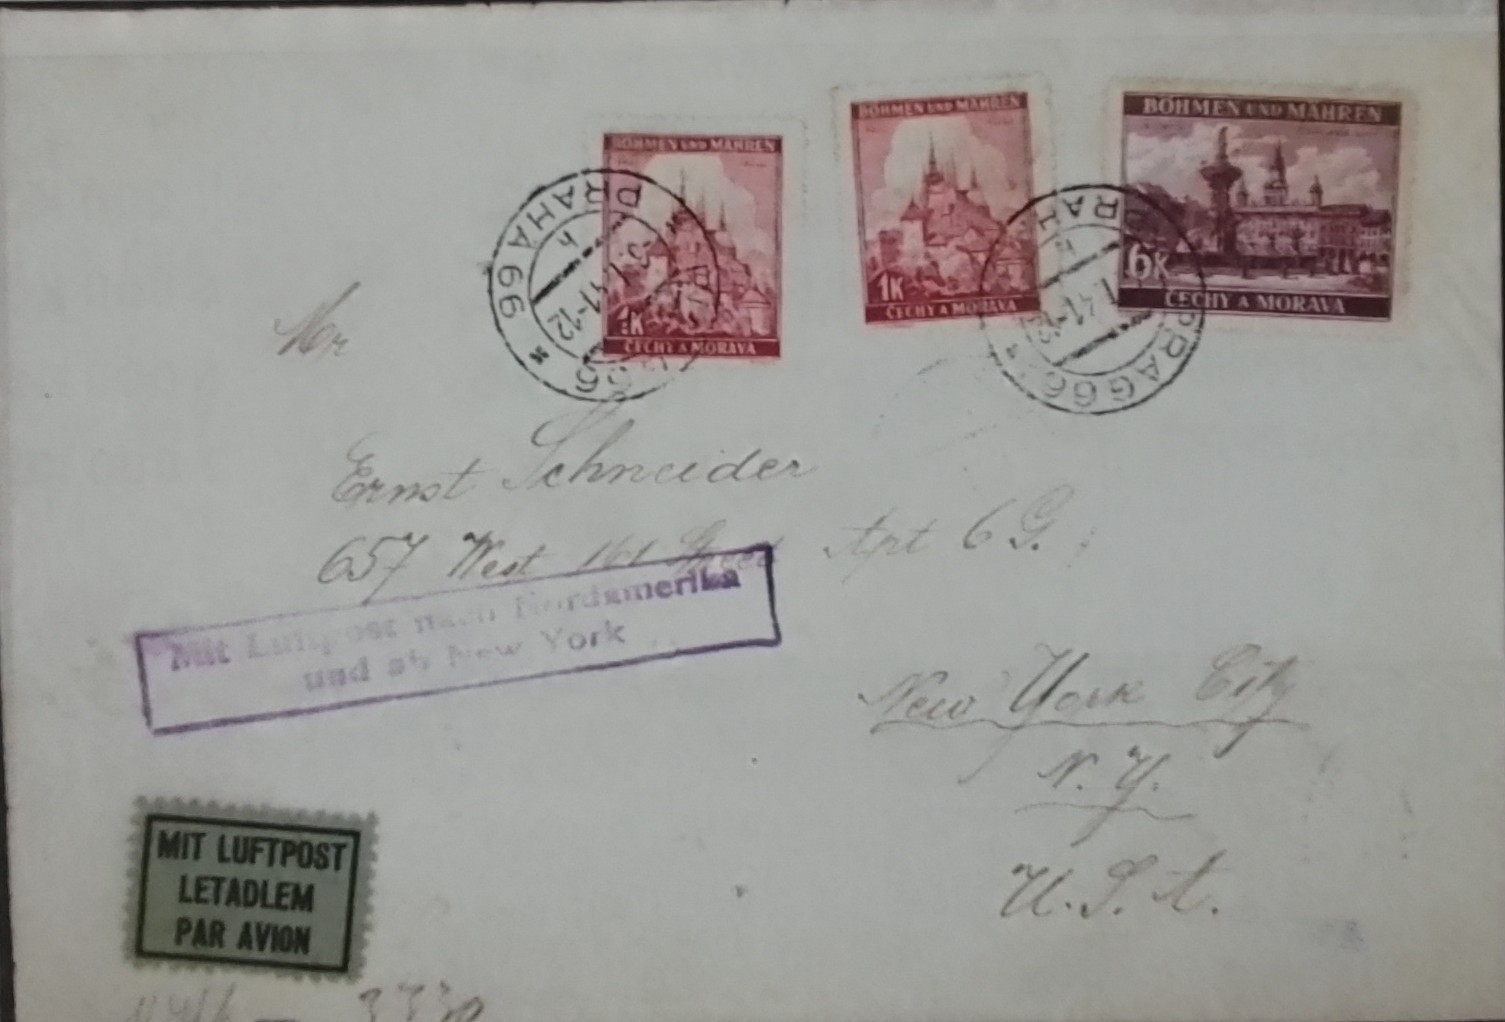 BÖHMEN UND MÄHREN
1K
ČECHY A MORAVA
BÖHMEN UND MÄHREN
1K
ČECHY A MORAVA
BÖHMEN UND MÄHREN
6K
ČECHY A MORAVA
PRAHA 66
41-12
PRAG 66
Mr
Ernst Schneider
657 West 161 Street Apt 6 G.
Mit Luftpost nach Nordamerika
und ab New York
New York City
N. Y.
U. S. A.
MIT LUFTPOST
LETADLEM
PAR AVION